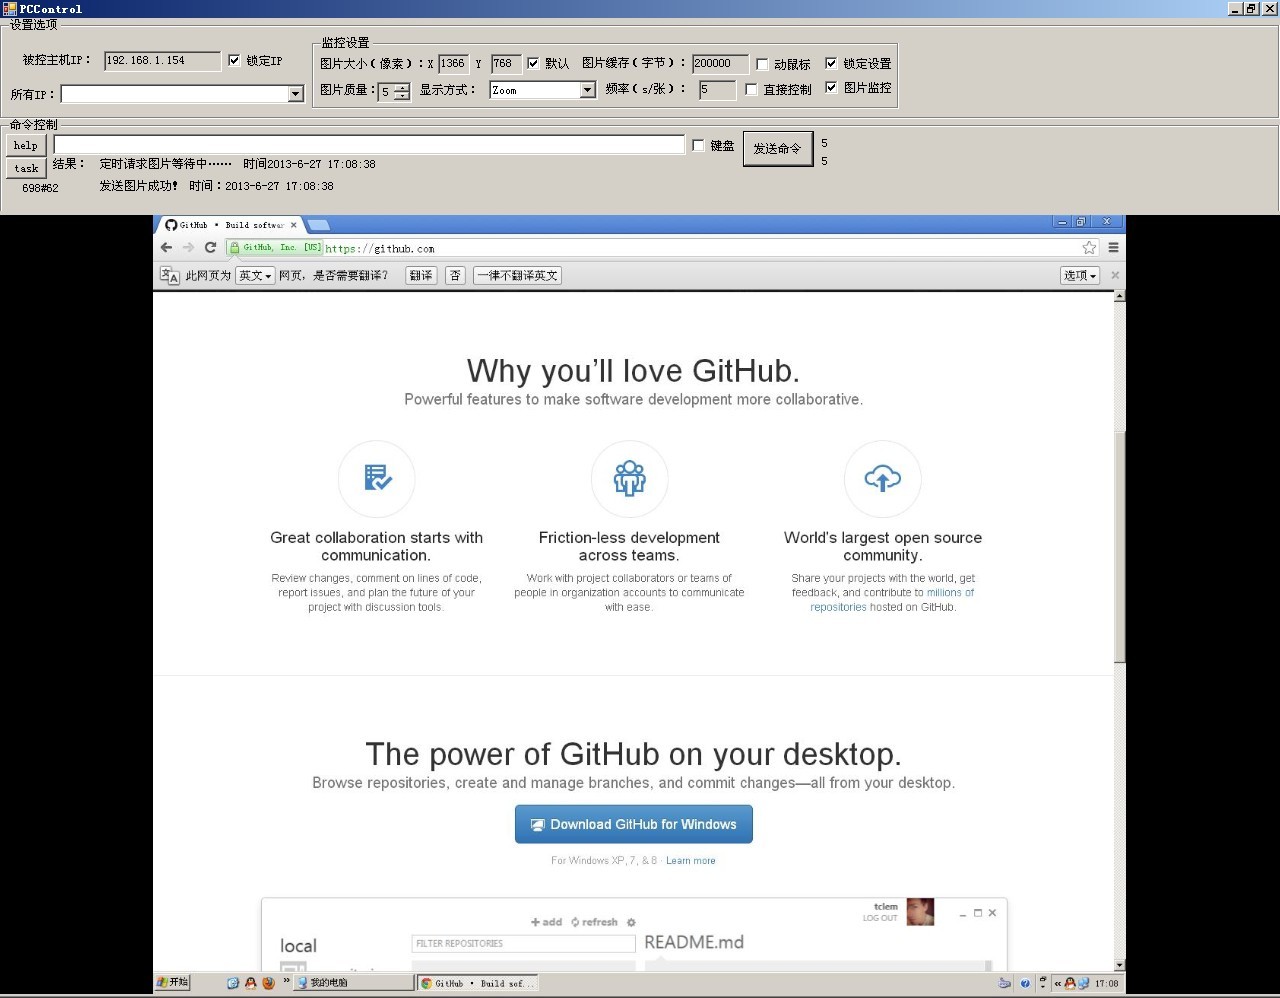 PCControl
设置选项
被控主机IP： 192.168.1.154 锁定IP
所有IP：
监控设置
图片大小（像素）：X 1366 Y 768 默认 图片缓存（字节）： 200000 动鼠标 锁定设置
图片质量： 5 显示方式： Zoom 频率（s/张）： 5 直接控制 图片监控
命令控制
help 键盘 发送命令 5
task 结果： 定时请求图片等待中…… 时间2013-6-27 17:08:38 5
698#62 发送图片成功! 时间：2013-6-27 17:08:38
GitHub · Build softwar
GitHub, Inc. [US] https://github.com
此网页为 英文 网页，是否需要翻译？ 翻译 否 一律不翻译英文 选项
Why you'll love GitHub.
Powerful features to make software development more collaborative.
Great collaboration starts with
communication.
Review changes, comment on lines of code,
report issues, and plan the future of your
project with discussion tools.
Friction-less development
across teams.
Work with project collaborators or teams of
people in organization accounts to communicate
with ease.
World's largest open source
community.
Share your projects with the world, get
feedback, and contribute to millions of
repositories hosted on GitHub.
The power of GitHub on your desktop.
Browse repositories, create and manage branches, and commit changes—all from your desktop.
Download GitHub for Windows
For Windows XP, 7, & 8 · Learn more
tclem
LOG OUT
add refresh
local FILTER REPOSITORIES README.md
开始 我的电脑 GitHub · Build sof... 17:08